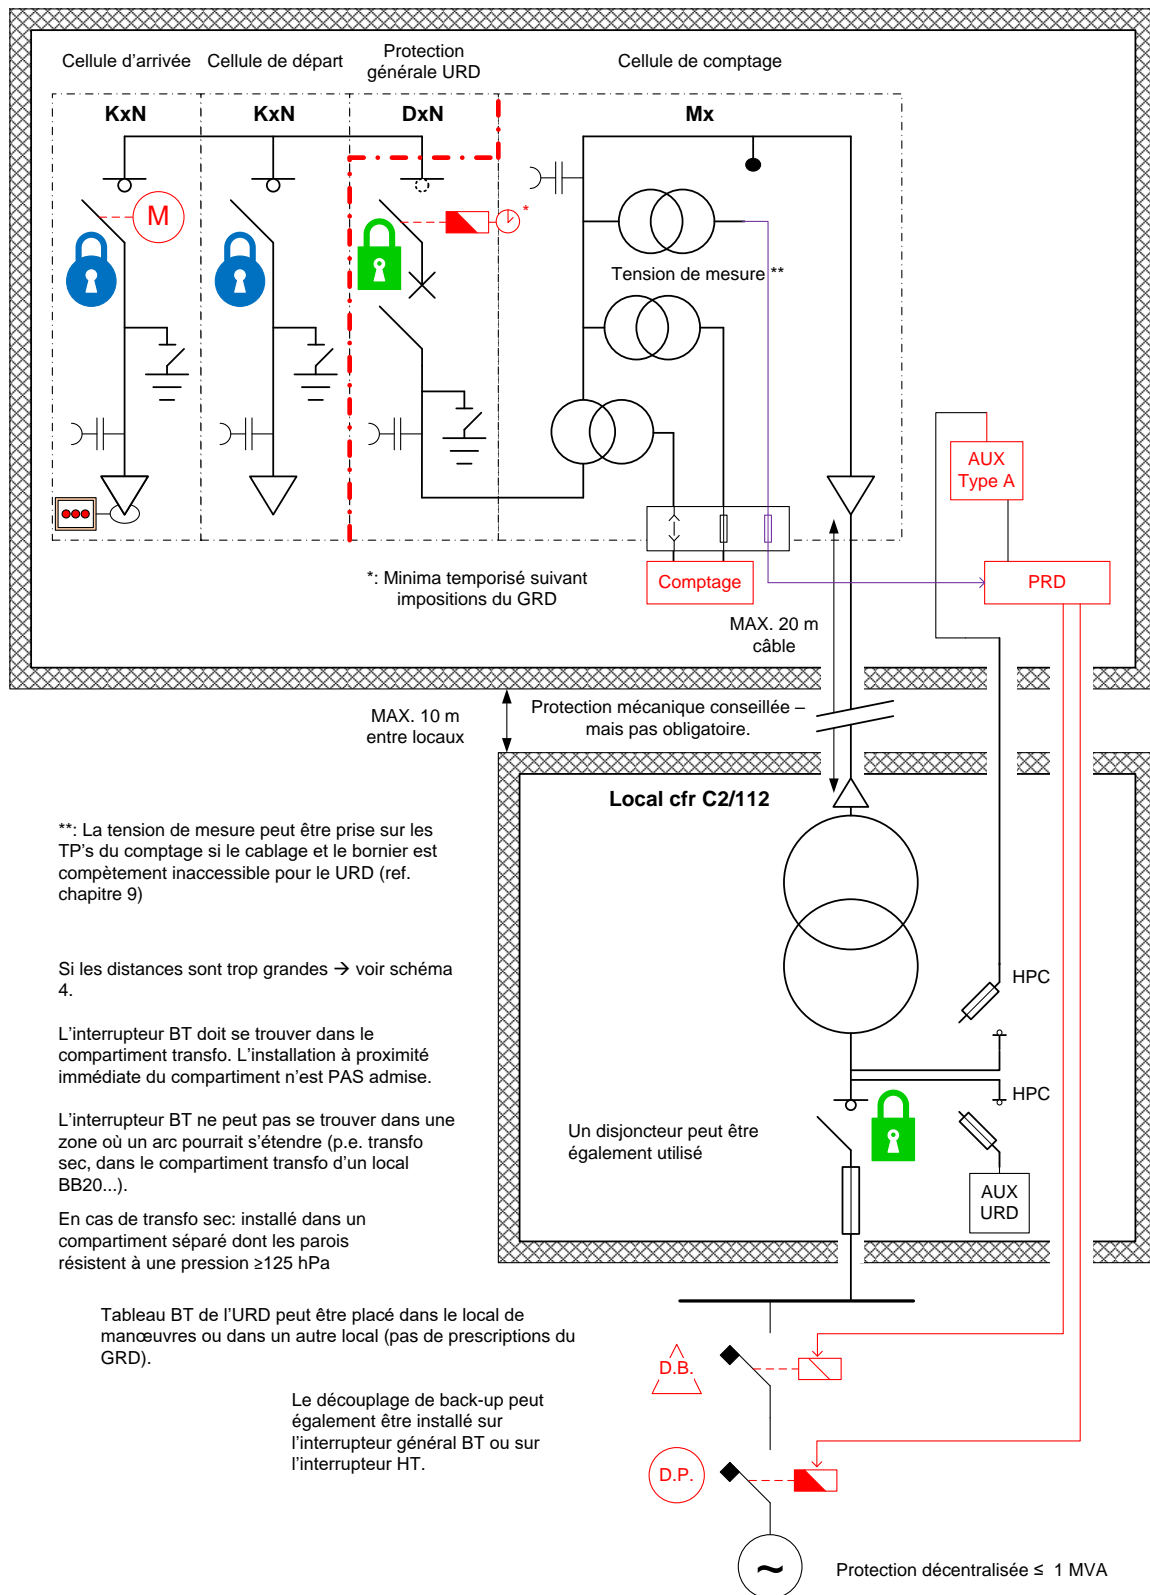 Cellule d'arrivée
Cellule de départ
Protection
générale URD
Cellule de comptage
KxN
KxN
DxN
Mx
M
*
Tension de mesure **
AUX
Type A
*: Minima temporisé suivant
impositions du GRD
Comptage
PRD
MAX. 20 m
câble
MAX. 10 m
entre locaux
Protection mécanique conseillée –
mais pas obligatoire.
Local cfr C2/112
**: La tension de mesure peut être prise sur les
TP's du comptage si le cablage et le bornier est
compètement inaccessible pour le URD (ref.
chapitre 9)
Si les distances sont trop grandes → voir schéma
4.
HPC
L'interrupteur BT doit se trouver dans le
compartiment transfo. L'installation à proximité
immédiate du compartiment n'est PAS admise.
HPC
L'interrupteur BT ne peut pas se trouver dans une
zone où un arc pourrait s'étendre (p.e. transfo
sec, dans le compartiment transfo d'un local
BB20...).
Un disjoncteur peut être
également utilisé
AUX
URD
En cas de transfo sec: installé dans un
compartiment séparé dont les parois
résistent à une pression ≥125 hPa
Tableau BT de l'URD peut être placé dans le local de
manœuvres ou dans un autre local (pas de prescriptions du
GRD).
D.B.
Le découplage de back-up peut
également être installé sur
l'interrupteur général BT ou sur
l'interrupteur HT.
D.P.
~
Protection décentralisée ≤ 1 MVA